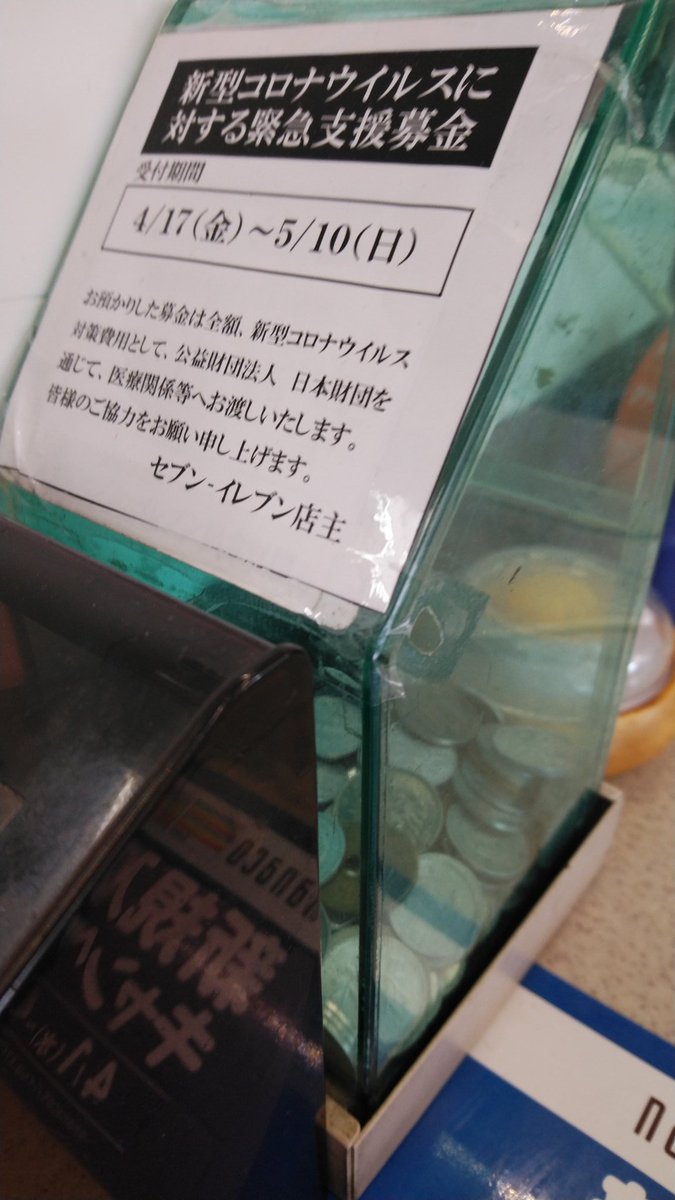 新型コロナウイルスに
対する緊急支援募金
受付期間
4/17(金)~5/10(日)
お預かりした募金は全額、新型コロナウイルス
対策費用として、公益財団法人 日本財団を
通じて、医療関係等へお渡しいたします。
皆様のご協力をお願い申し上げます。
セブン-イレブン店主